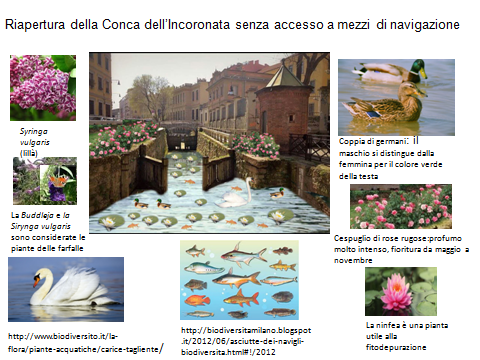 Riapertura della Conca dell'Incoronata senza accesso a mezzi di navigazione
Syringa
vulgaris
(lillà)
La Buddleja e la
Sirynga vulgaris
sono considerate le
piante delle farfalle
http://www.biodiversito.it/la-
flora/piante-acquatiche/carice-tagliente/
http://biodiversitamilano.blogspot
.it/2012/06/asciutte-dei-navigli-
biodiversita.html#!/2012
Coppia di germani: il
maschio si distingue dalla
femmina per il colore verde
della testa
Cespuglio di rose rugose:profumo
molto intenso, fioritura da maggio a
novembre
La ninfea è una pianta
utile alla
fitodepurazione